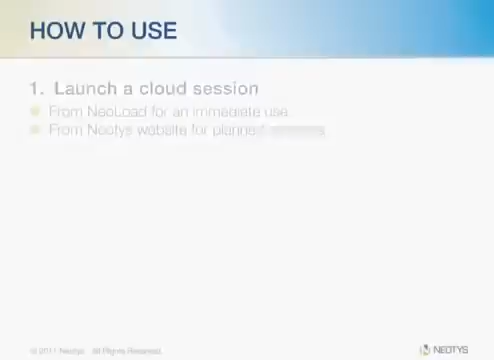 HOW TO USE
1. Launch a cloud session
From NeoLoad for an immediate use
From Neotys website for planned sessions
© 2011 Neotys. All Rights Reserved.
NEOTYS